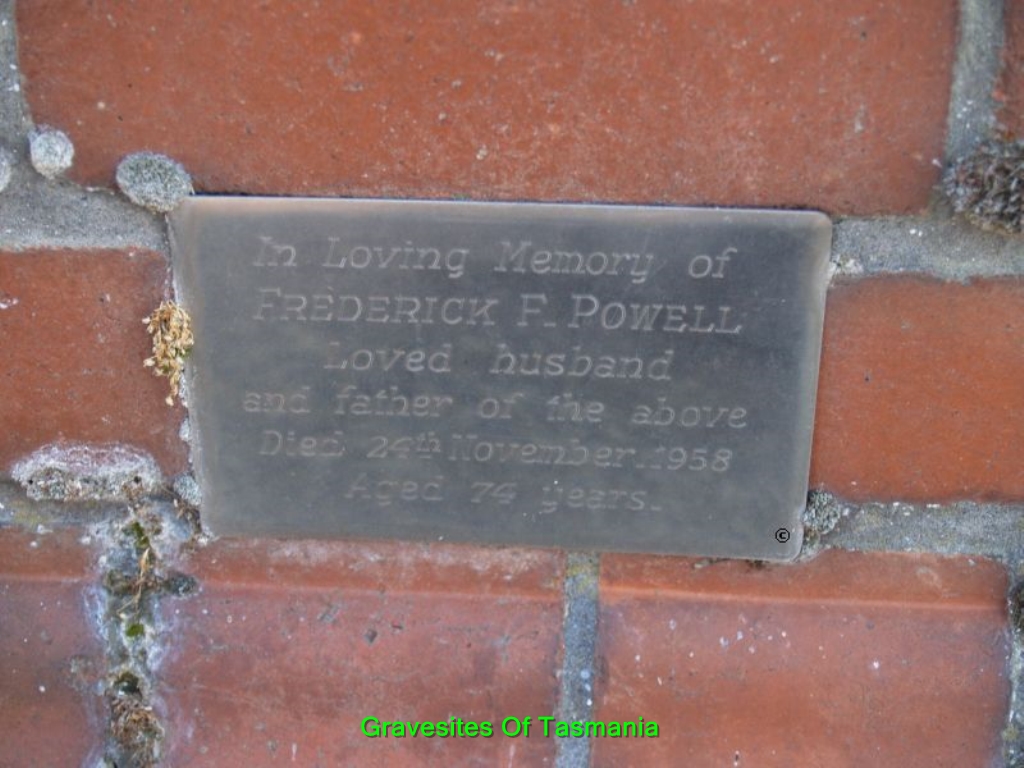 In Loving Memory of
FREDERICK F. POWELL
Loved husband
and father of the above
Died 24th November.1958
Aged 74 years.
©
Gravesites Of Tasmania